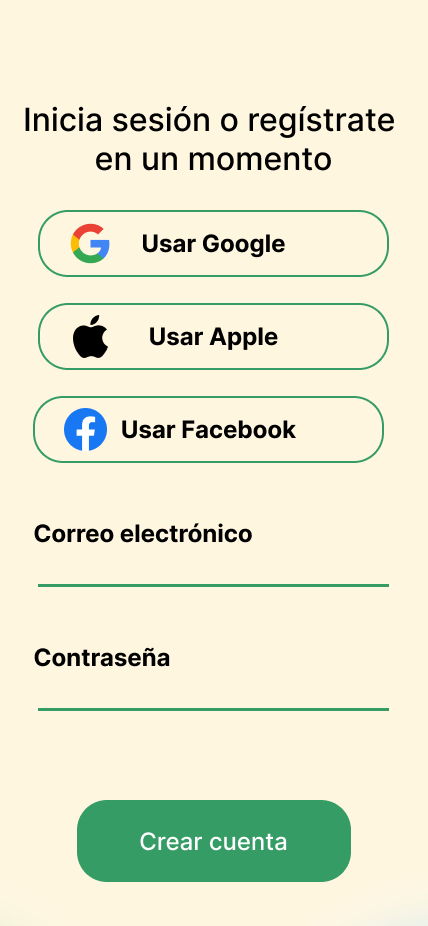 Inicia sesión o regístrate
en un momento
Usar Google
Usar Apple
Usar Facebook
Correo electrónico
Contraseña
Crear cuenta